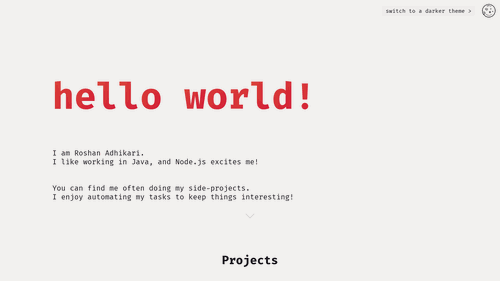 switch to a darker theme >
hello world!
I am Roshan Adhikari.
I like working in Java, and Node.js excites me!
You can find me often doing my side-projects.
I enjoy automating my tasks to keep things interesting!
Projects